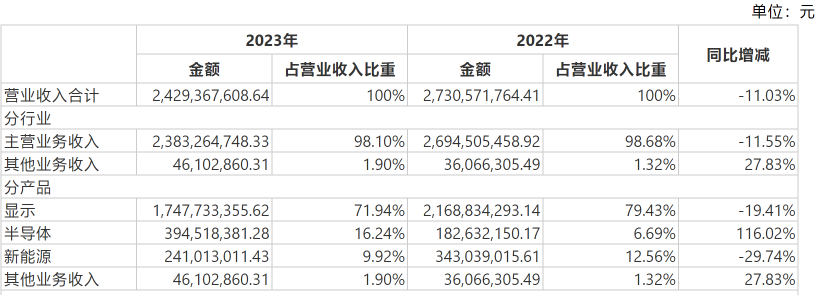 单位：元
2023年 2022年 同比增减
金额 占营业收入比重 金额 占营业收入比重
营业收入合计 2,429,367,608.64 100% 2,730,571,764.41 100% -11.03%
分行业
主营业务收入 2,383,264,748.33 98.10% 2,694,505,458.92 98.68% -11.55%
其他业务收入 46,102,860.31 1.90% 36,066,305.49 1.32% 27.83%
分产品
显示 1,747,733,355.62 71.94% 2,168,834,293.14 79.43% -19.41%
半导体 394,518,381.28 16.24% 182,632,150.17 6.69% 116.02%
新能源 241,013,011.43 9.92% 343,039,015.61 12.56% -29.74%
其他业务收入 46,102,860.31 1.90% 36,066,305.49 1.32% 27.83%